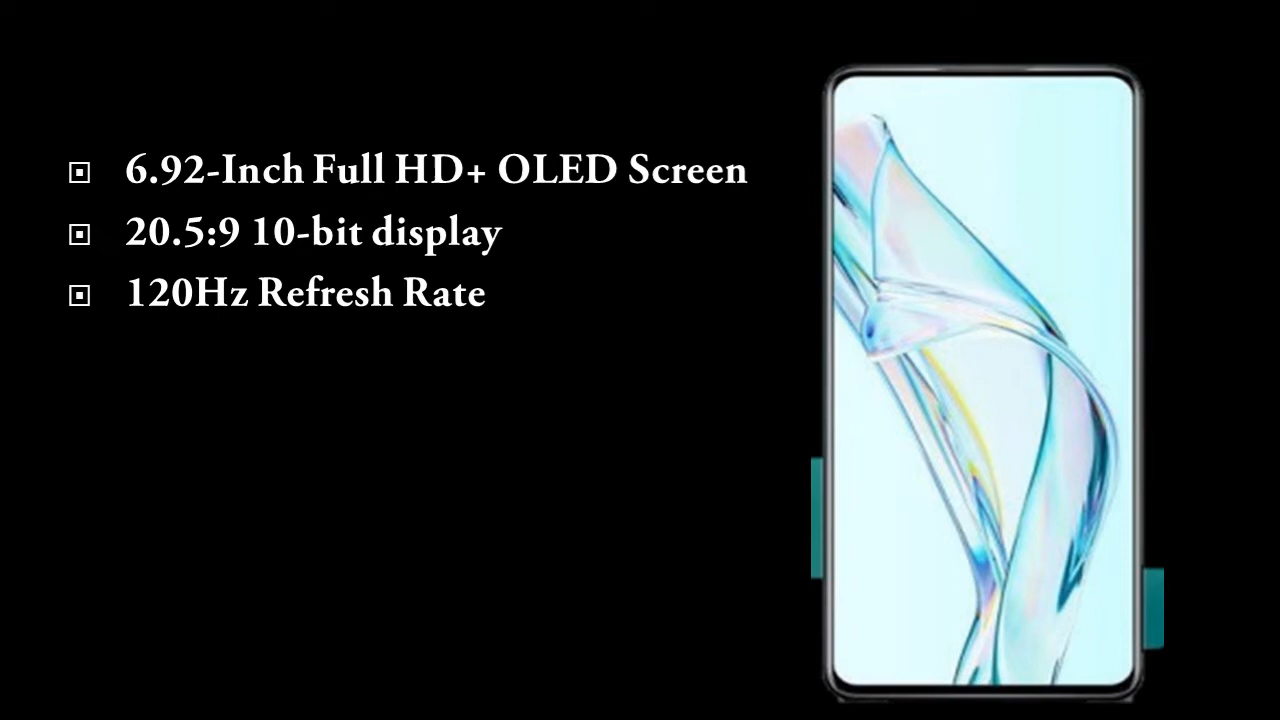 6.92-Inch Full HD+ OLED Screen
20.5:9 10-bit display
120Hz Refresh Rate